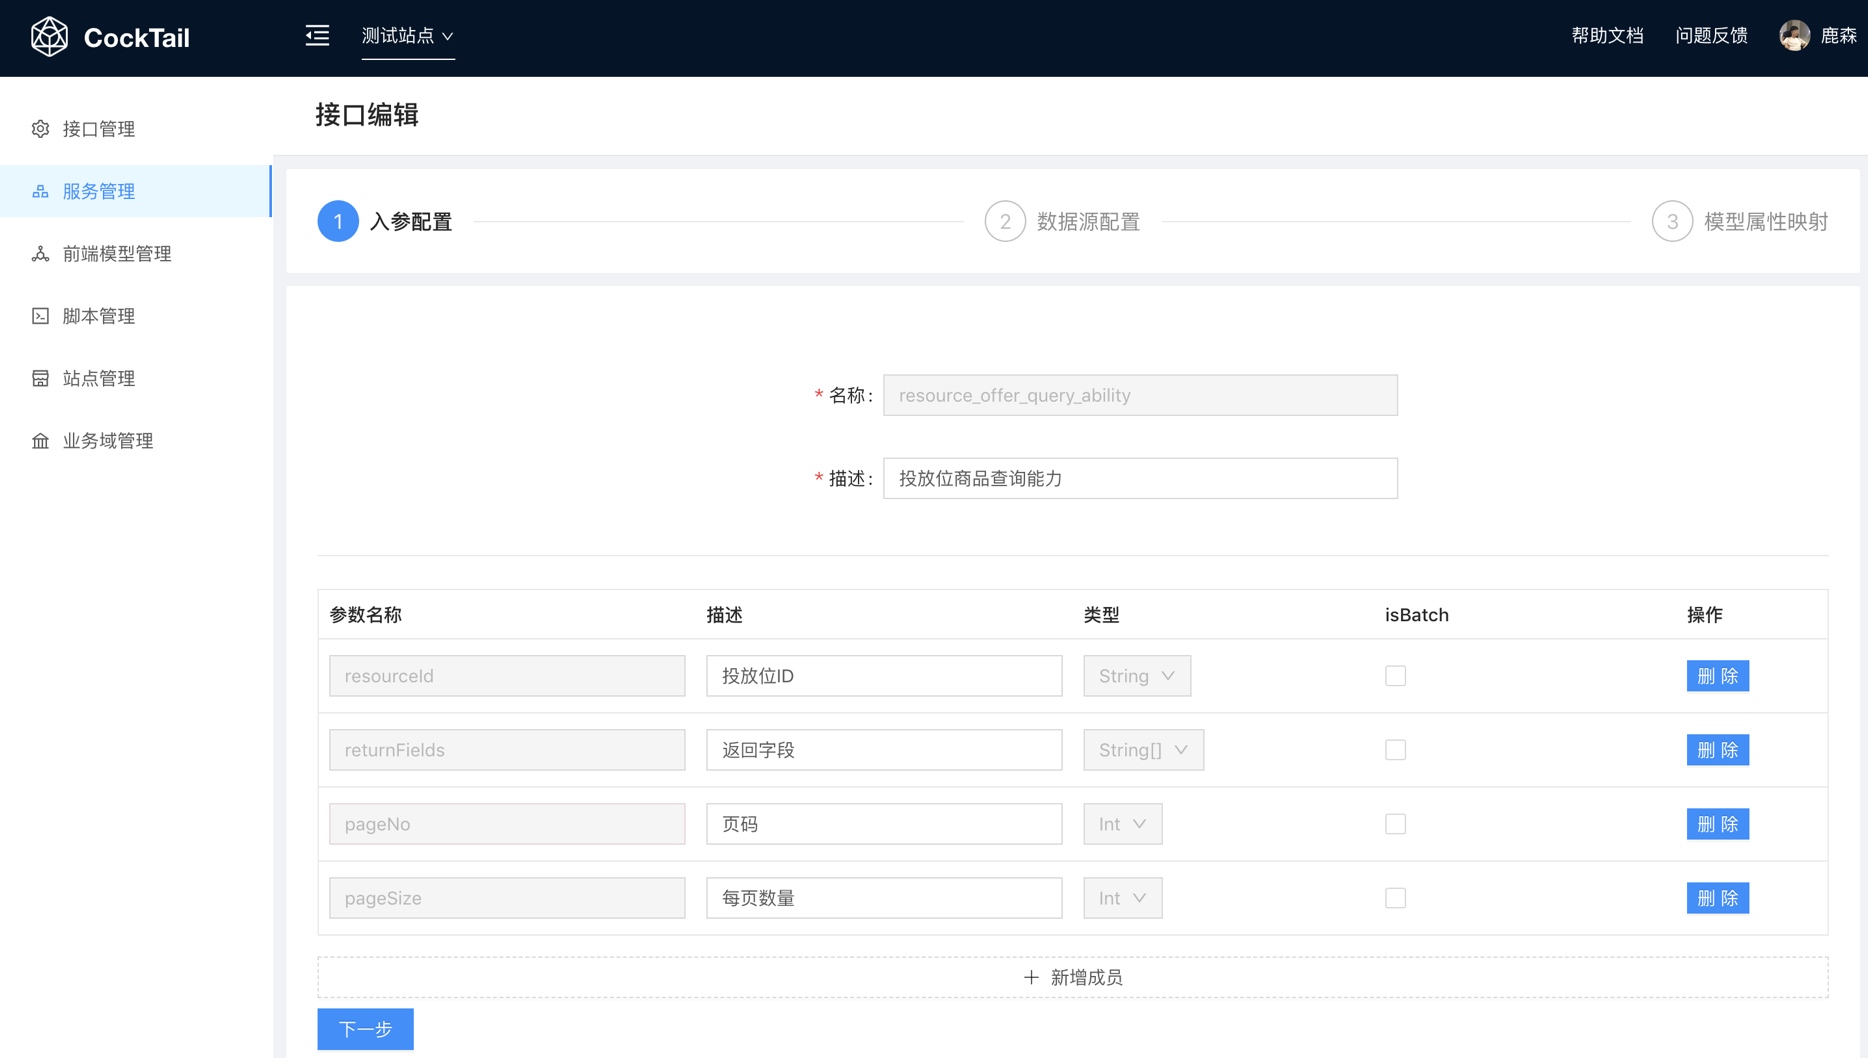 CockTail
测试站点
帮助文档
问题反馈
鹿森
接口管理
服务管理
前端模型管理
脚本管理
站点管理
业务域管理
接口编辑
1 入参配置
2 数据源配置
3 模型属性映射
* 名称: resource_offer_query_ability
* 描述: 投放位商品查询能力
参数名称 描述 类型 isBatch 操作
resourceId 投放位ID String 删 除
returnFields 返回字段 String[] 删 除
pageNo 页码 Int 删 除
pageSize 每页数量 Int 删 除
+ 新增成员
下一步